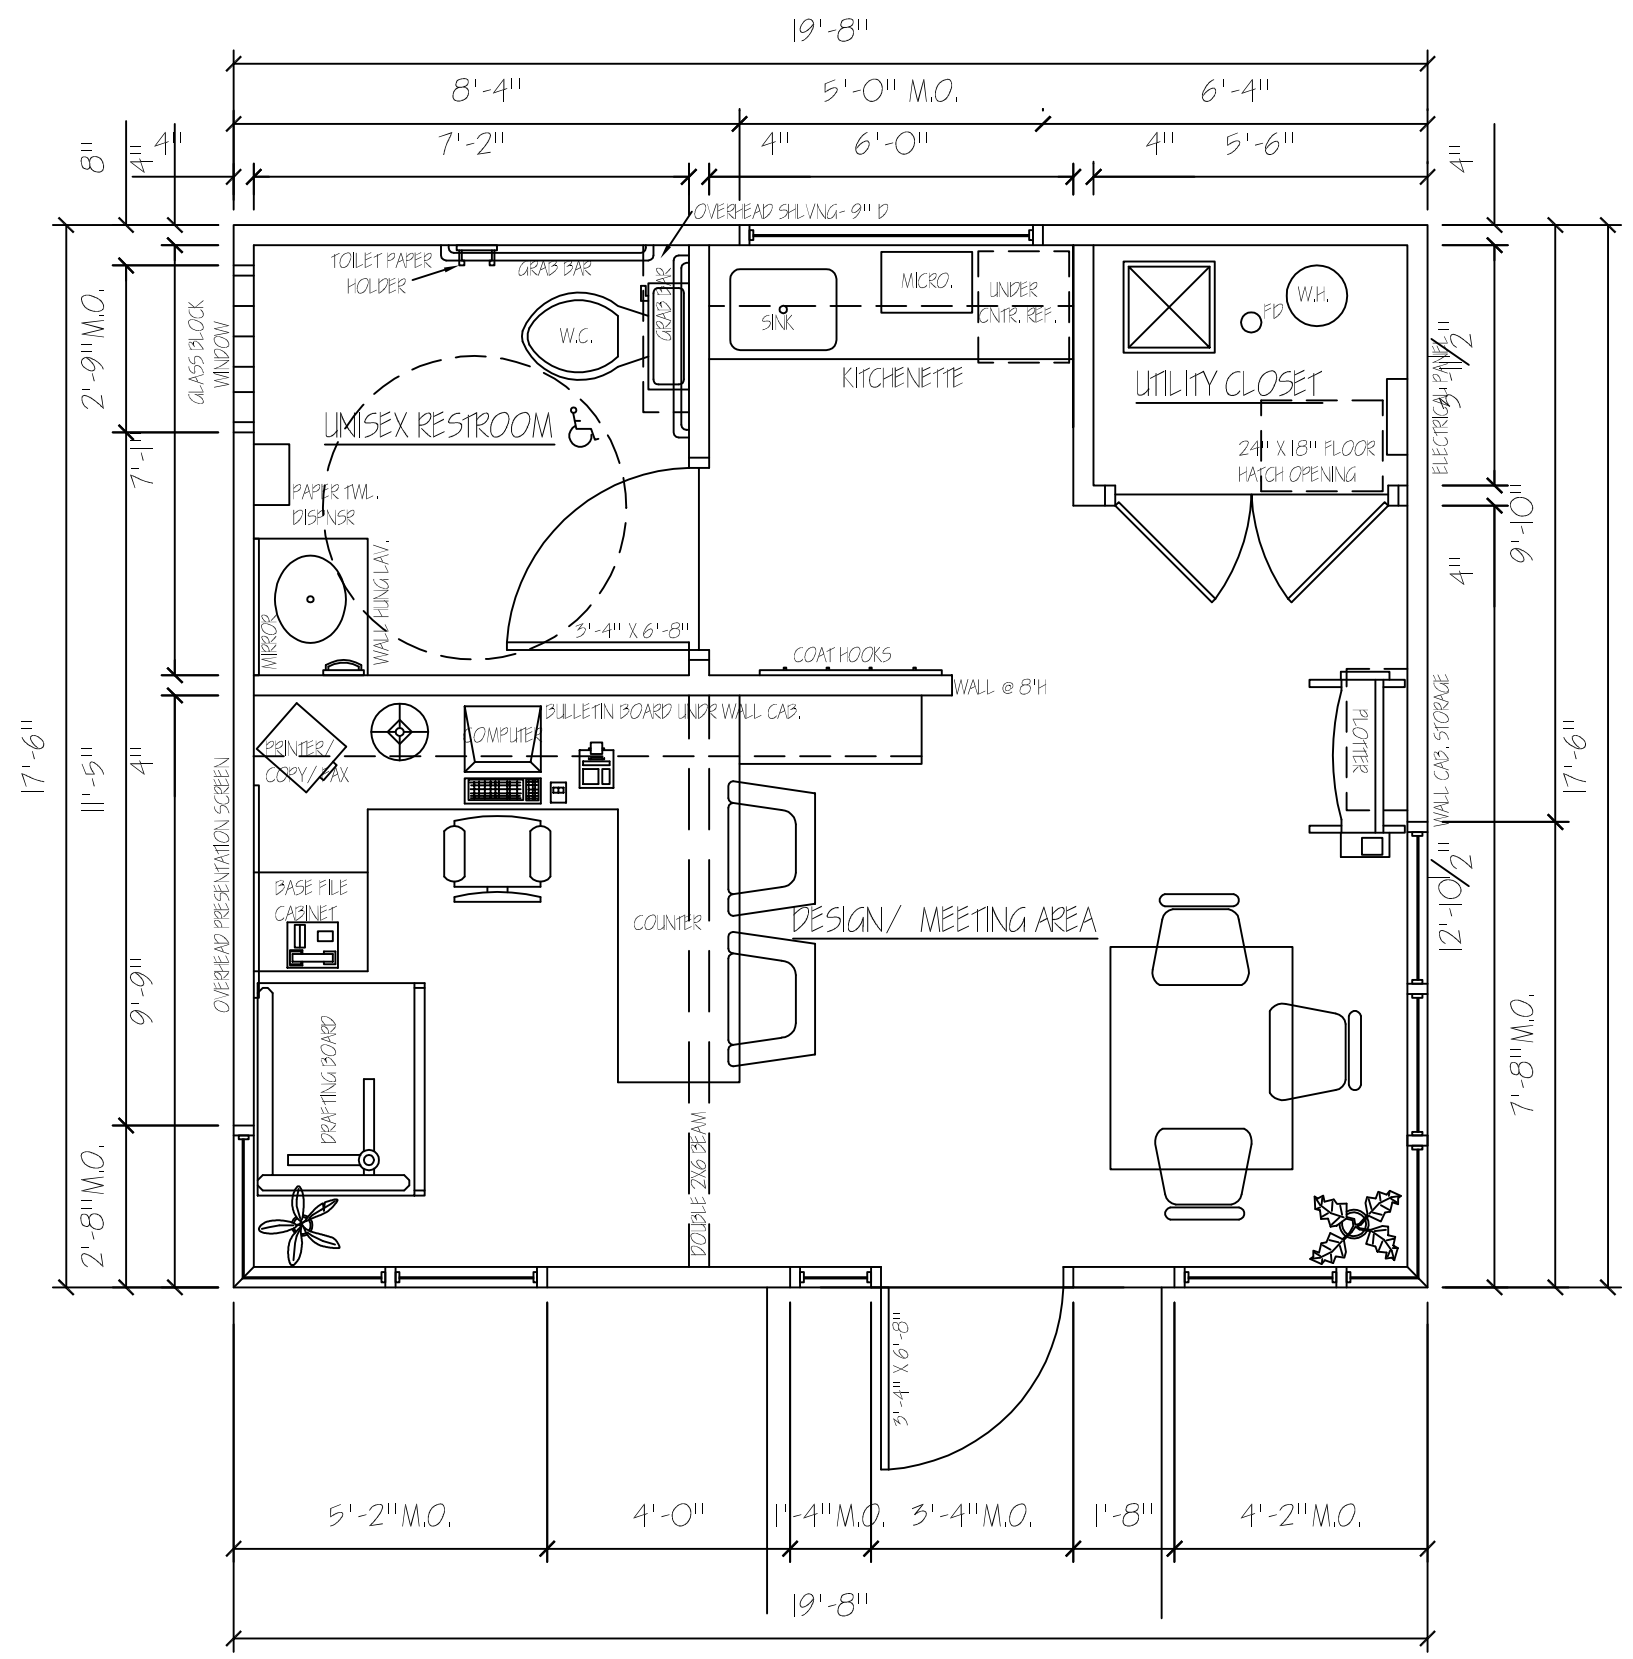 19'-8"
8'-4"
5'-0" M.O.
6'-4"
7'-2"
4"
6'-0"
4"
5'-6"
8"
4"
4"
4"
OVERHEAD SHLVNG- 9" D
TOILET PAPER
HOLDER
GRAB BAR
GRAB BAR
W.C.
SINK
MICRO.
UNDER
CNTR. REF.
KITCHENETTE
FD
W.H.
UTILITY CLOSET
24" X 18" FLOOR
HATCH OPENING
ELECTRICAL PANEL
2'-9"M.O.
GLASS BLOCK
WINDOW
UNISEX RESTROOM
7'-1"
PAPER TWL.
DISPNSR
MIRROR
WALL HUNG LAV.
3'-4" X 6'-8"
COAT HOOKS
WALL @ 8'H
9'-10"
4"
17'-6"
11'-5"
4"
17'-6"
BULLETIN BOARD UNDR WALL CAB.
PRINTER/
COPY/FAX
COMPUTER
PLOTTER
WALL CAB. STORAGE
OVERHEAD PRESENTATION SCREEN
BASE FILE
CABINET
COUNTER
DESIGN/ MEETING AREA
12'-10 1/2"
9'-9"
DRAFTING BOARD
7'-8"M.O.
2'-8"M.O.
DOUBLE 2X6 BEAM
3'-4" X 6'-8"
5'-2"M.O.
4'-0"
1'-4"M.O.
3'-4"M.O.
1'-8"
4'-2"M.O.
19'-8"